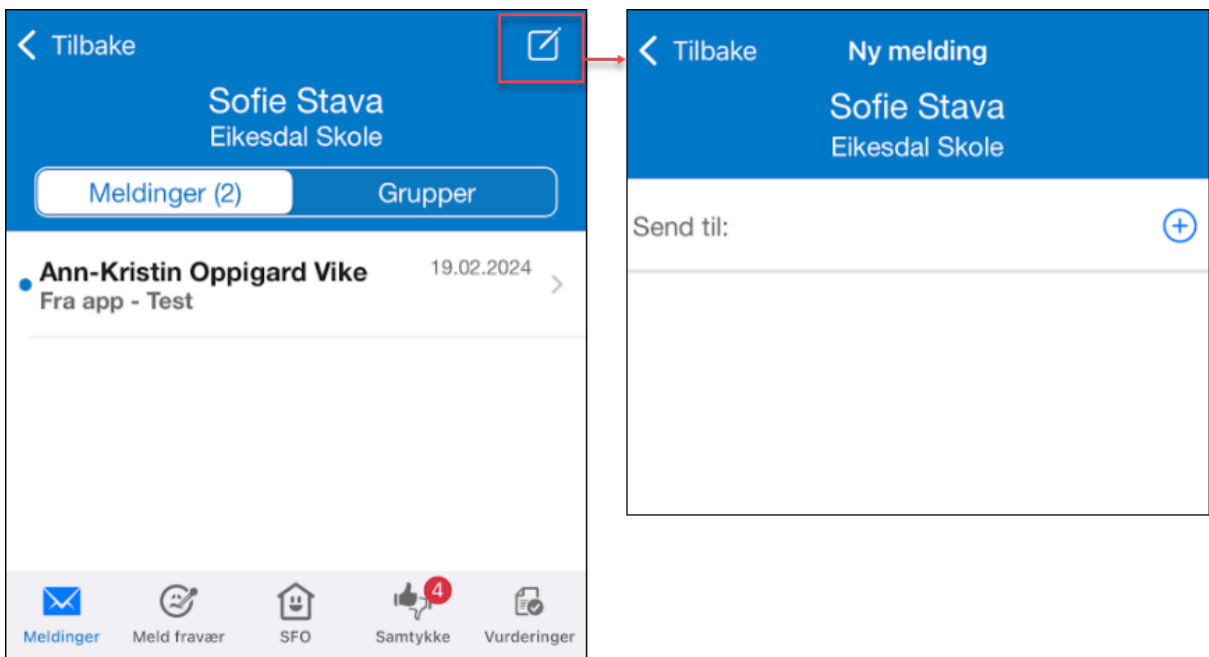 Tilbake
Sofie Stava
Eikesdal Skole
Meldinger (2)
Grupper
Ann-Kristin Oppigard Vike
19.02.2024
Fra app - Test
Meldinger
Meld fravær
SFO
4
Samtykke
Vurderinger
Tilbake
Ny melding
Sofie Stava
Eikesdal Skole
Send til: